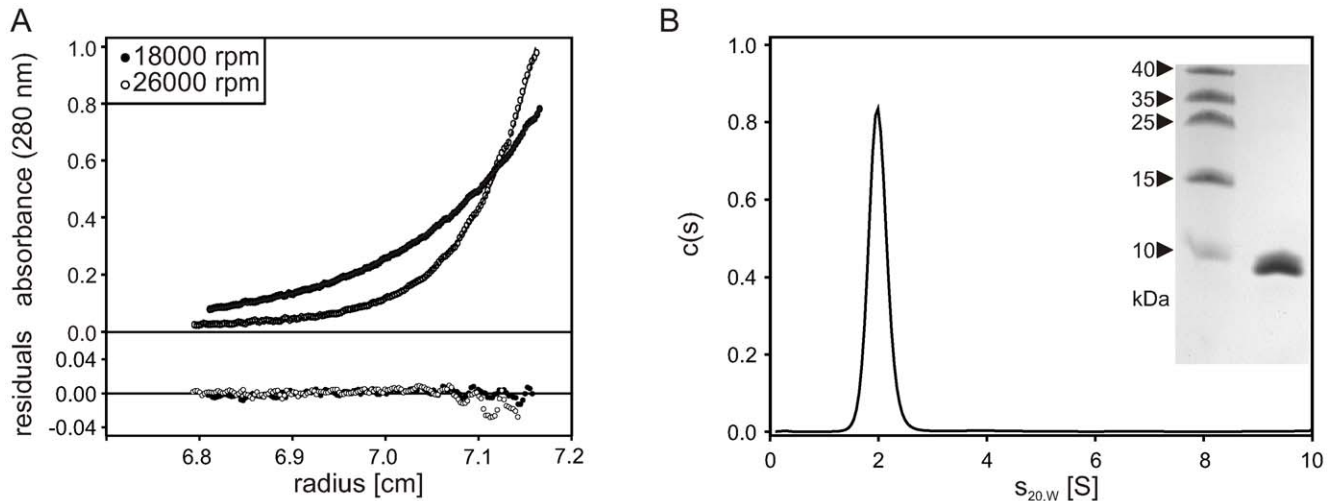 A
●18000 rpm
○26000 rpm
absorbance (280 nm)
1.0
0.8
0.6
0.4
0.2
0.0
residuals
0.04
0.00
-0.04
6.8 6.9 7.0 7.1 7.2
radius [cm]
B
c(s)
1.0
0.8
0.6
0.4
0.2
0.0
0 2 4 6 8 10
s20,W [S]
40►
35►
25►
15►
10►
kDa